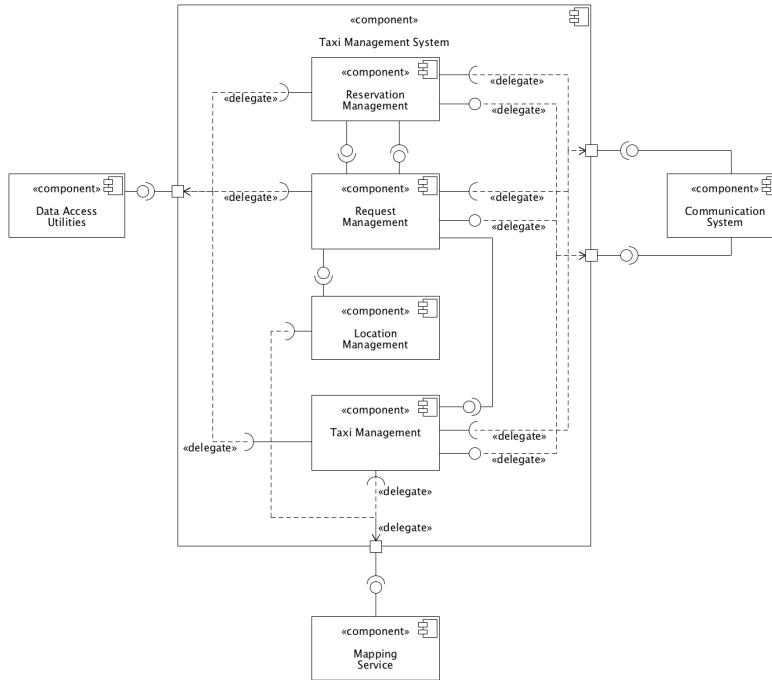 «component»
Taxi Management System
«component»
Reservation
Management
«delegate»
«delegate»
«delegate»
«component»
Data Access
Utilities
«component»
Request
Management
«delegate»
«delegate»
«delegate»
«component»
Communication
System
«component»
Location
Management
«component»
Taxi Management
«delegate»
«delegate»
«delegate»
«delegate»
«delegate»
«component»
Mapping
Service